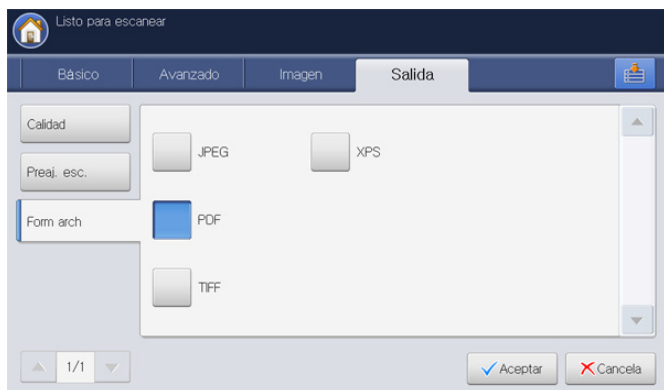 Listo para escanear
Básico
Avanzado
Imagen
Salida
Calidad
Preaj. esc.
Form arch
JPEG
XPS
PDF
TIFF
1/1
Aceptar
Cancela